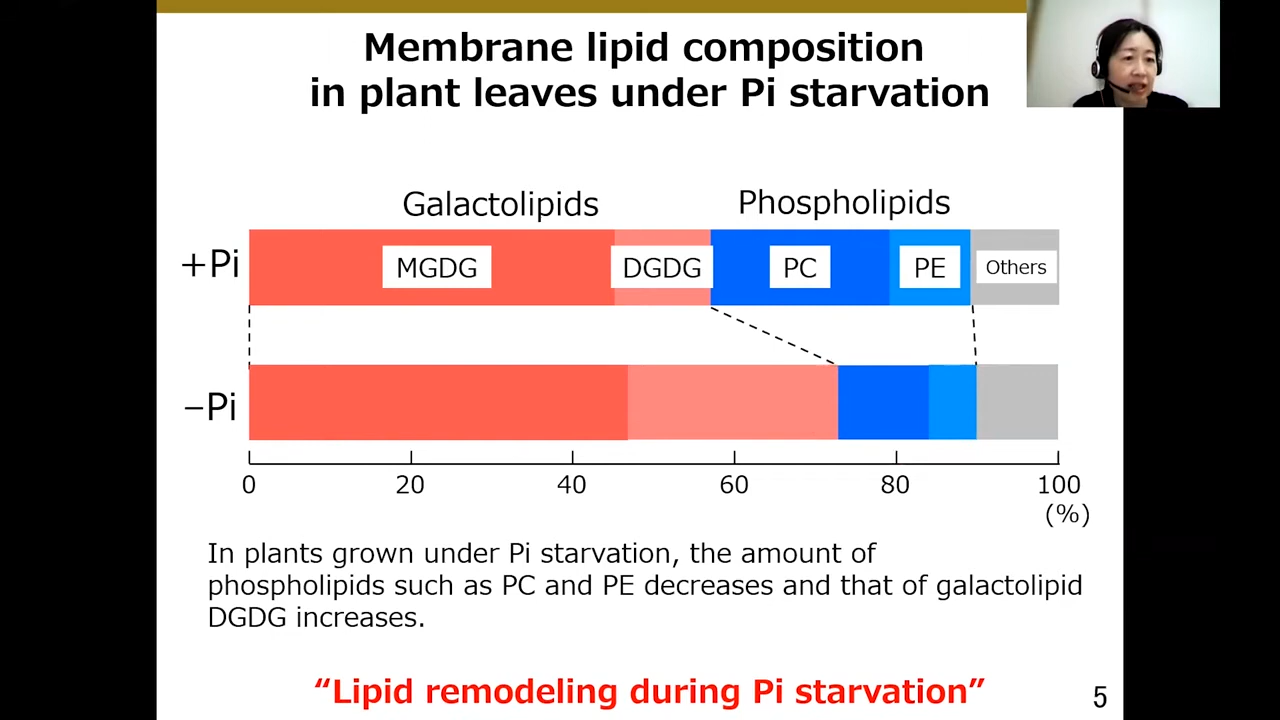 Membrane lipid composition
in plant leaves under Pi starvation
Galactolipids
Phospholipids
+Pi
MGDG
DGDG
PC
PE
Others
−Pi
0
20
40
60
80
100
(%)
In plants grown under Pi starvation, the amount of
phospholipids such as PC and PE decreases and that of galactolipid
DGDG increases.
“Lipid remodeling during Pi starvation”
5